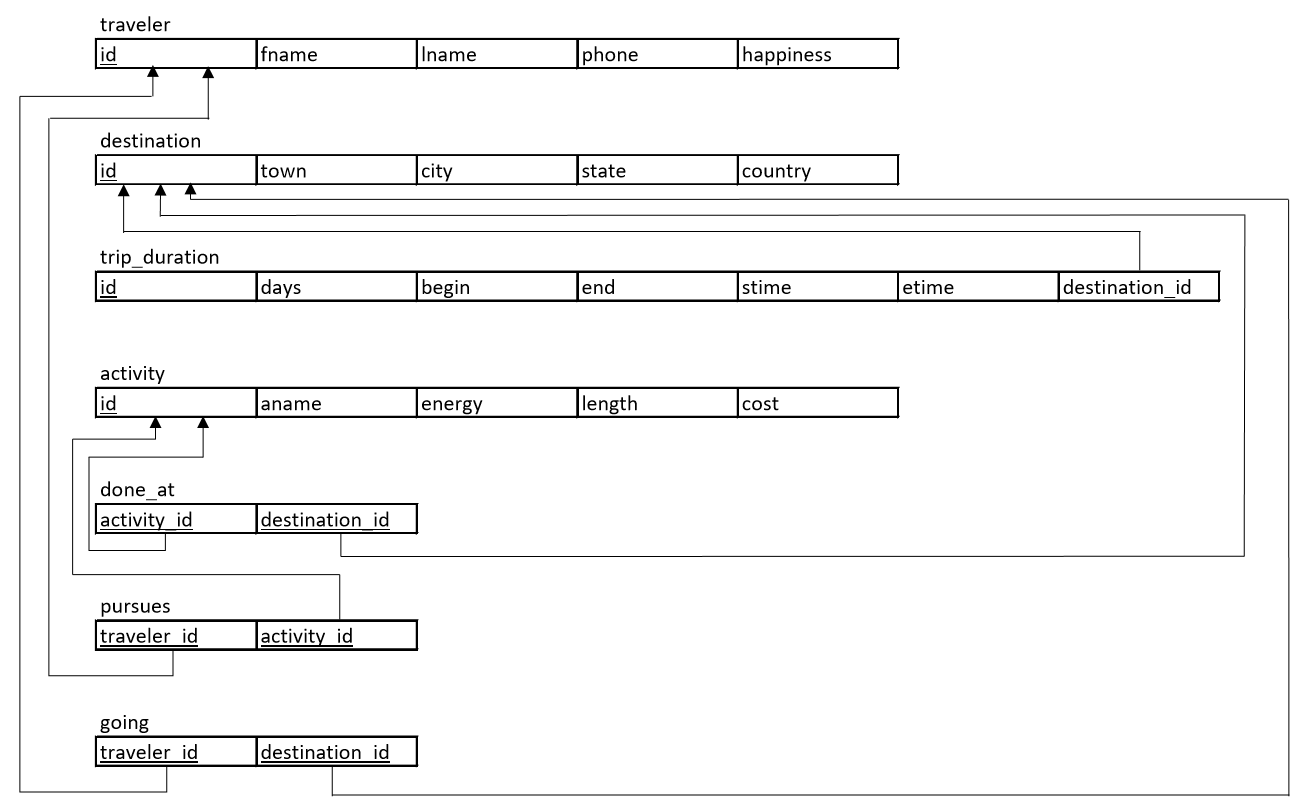 traveler
id fname lname phone happiness
destination
id town city state country
trip_duration
id days begin end stime etime destination_id
activity
id aname energy length cost
done_at
activity_id destination_id
pursues
traveler_id activity_id
going
traveler_id destination_id